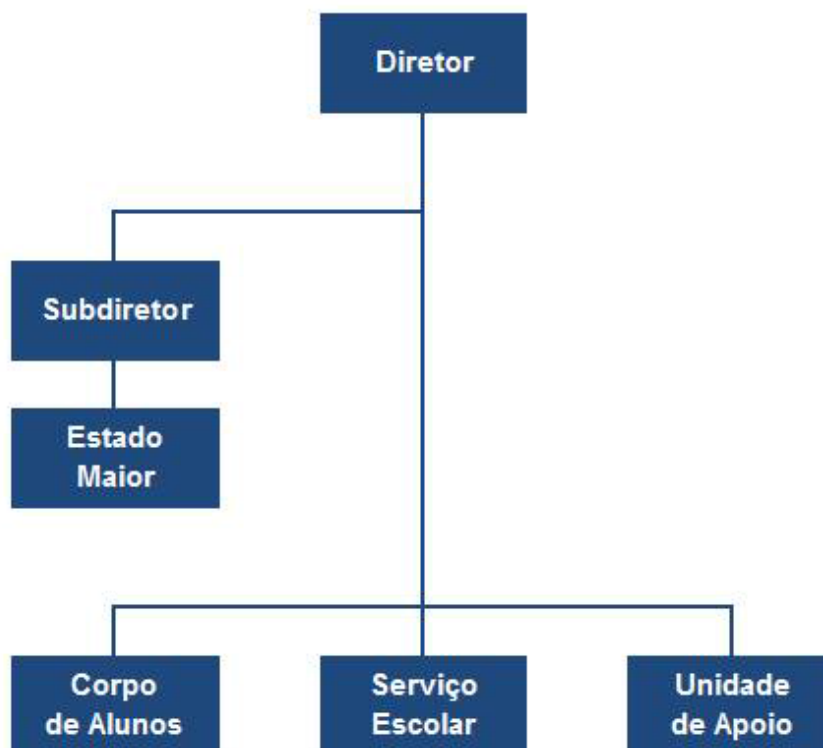 Diretor
Subdiretor
Estado
Maior
Corpo
de Alunos
Serviço
Escolar
Unidade
de Apoio